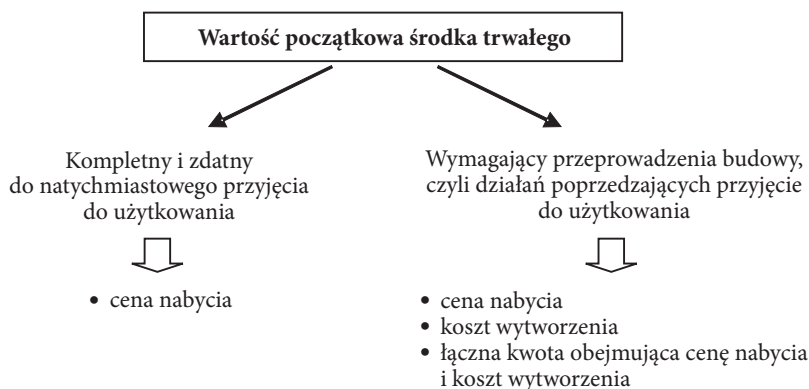 Wartość początkowa środka trwałego
Kompletny i zdatny
do natychmiastowego przyjęcia
do użytkowania
• cena nabycia
Wymagający przeprowadzenia budowy,
czyli działań poprzedzających przyjęcie
do użytkowania
• cena nabycia
• koszt wytworzenia
• łączna kwota obejmująca cenę nabycia
i koszt wytworzenia